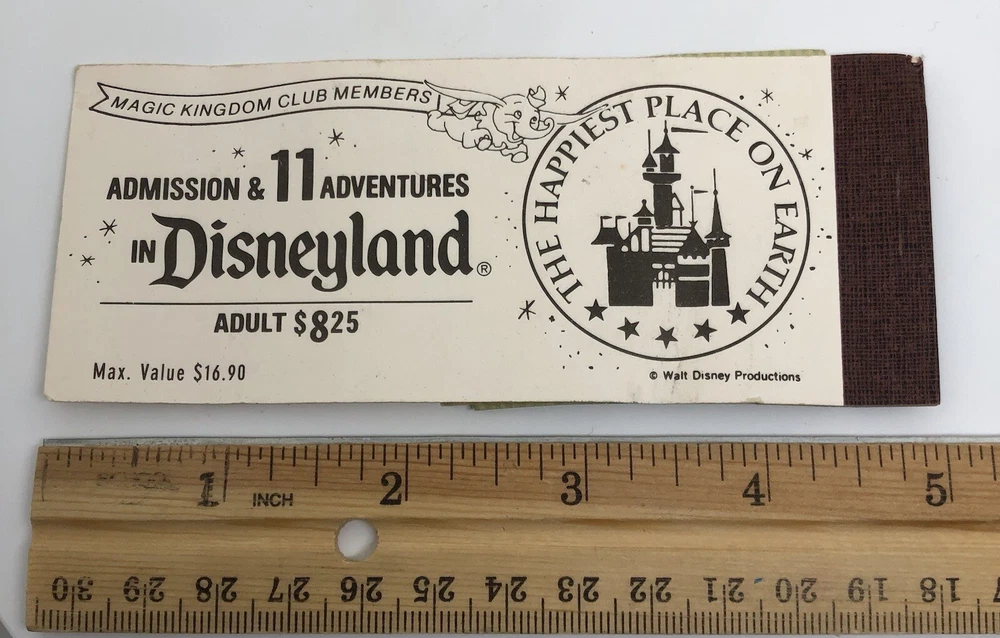 MAGIC KINGDOM CLUB MEMBERS
ADMISSION & 11 ADVENTURES
IN Disneyland®
ADULT $8.25
Max. Value $16.90
THE HAPPIEST PLACE ON EARTH
© Walt Disney Productions
1 INCH 2 3 4 5
30 29 28 27 26 25 24 23 22 21 20 19 18